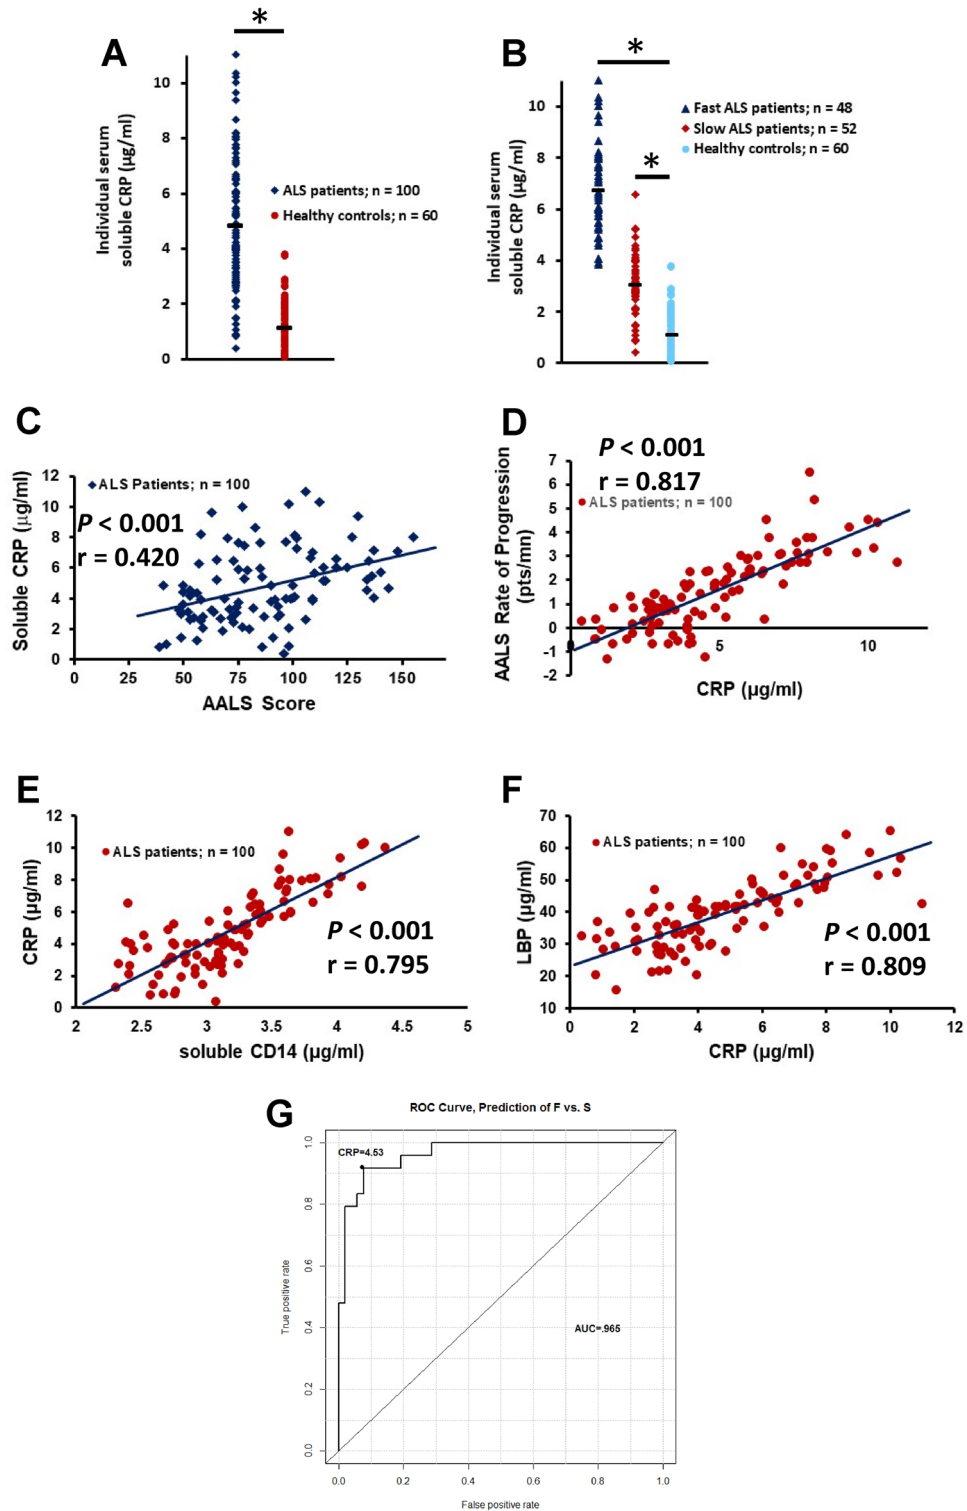 A
*
Individual serum
soluble CRP (µg/ml)
10
8
6
4
2
0
ALS patients; n = 100
Healthy controls; n = 60
B
*
*
Individual serum
soluble CRP (µg/ml)
10
8
6
4
2
0
Fast ALS patients; n = 48
Slow ALS patients; n = 52
Healthy controls; n = 60
C
Soluble CRP (µg/ml)
12
10
8
6
4
2
0
ALS Patients; n = 100
P < 0.001
r = 0.420
0 25 50 75 100 125 150
AALS Score
D
AALS Rate of Progression
(pts/mn)
7
6
5
4
3
2
1
0
-1
-2
P < 0.001
r = 0.817
ALS patients; n = 100
5 10
CRP (µg/ml)
E
CRP (µg/ml)
12
10
8
6
4
2
0
ALS patients; n = 100
P < 0.001
r = 0.795
2 2.5 3 3.5 4 4.5 5
soluble CD14 (µg/ml)
F
LBP (µg/ml)
70
60
50
40
30
20
10
ALS patients; n = 100
P < 0.001
r = 0.809
0 2 4 6 8 10 12
CRP (µg/ml)
G
ROC Curve, Prediction of F vs. S
True positive rate
1.0
0.8
0.6
0.4
0.2
0.0
CRP=4.53
AUC=.965
0.0 0.2 0.4 0.6 0.8 1.0
False positive rate